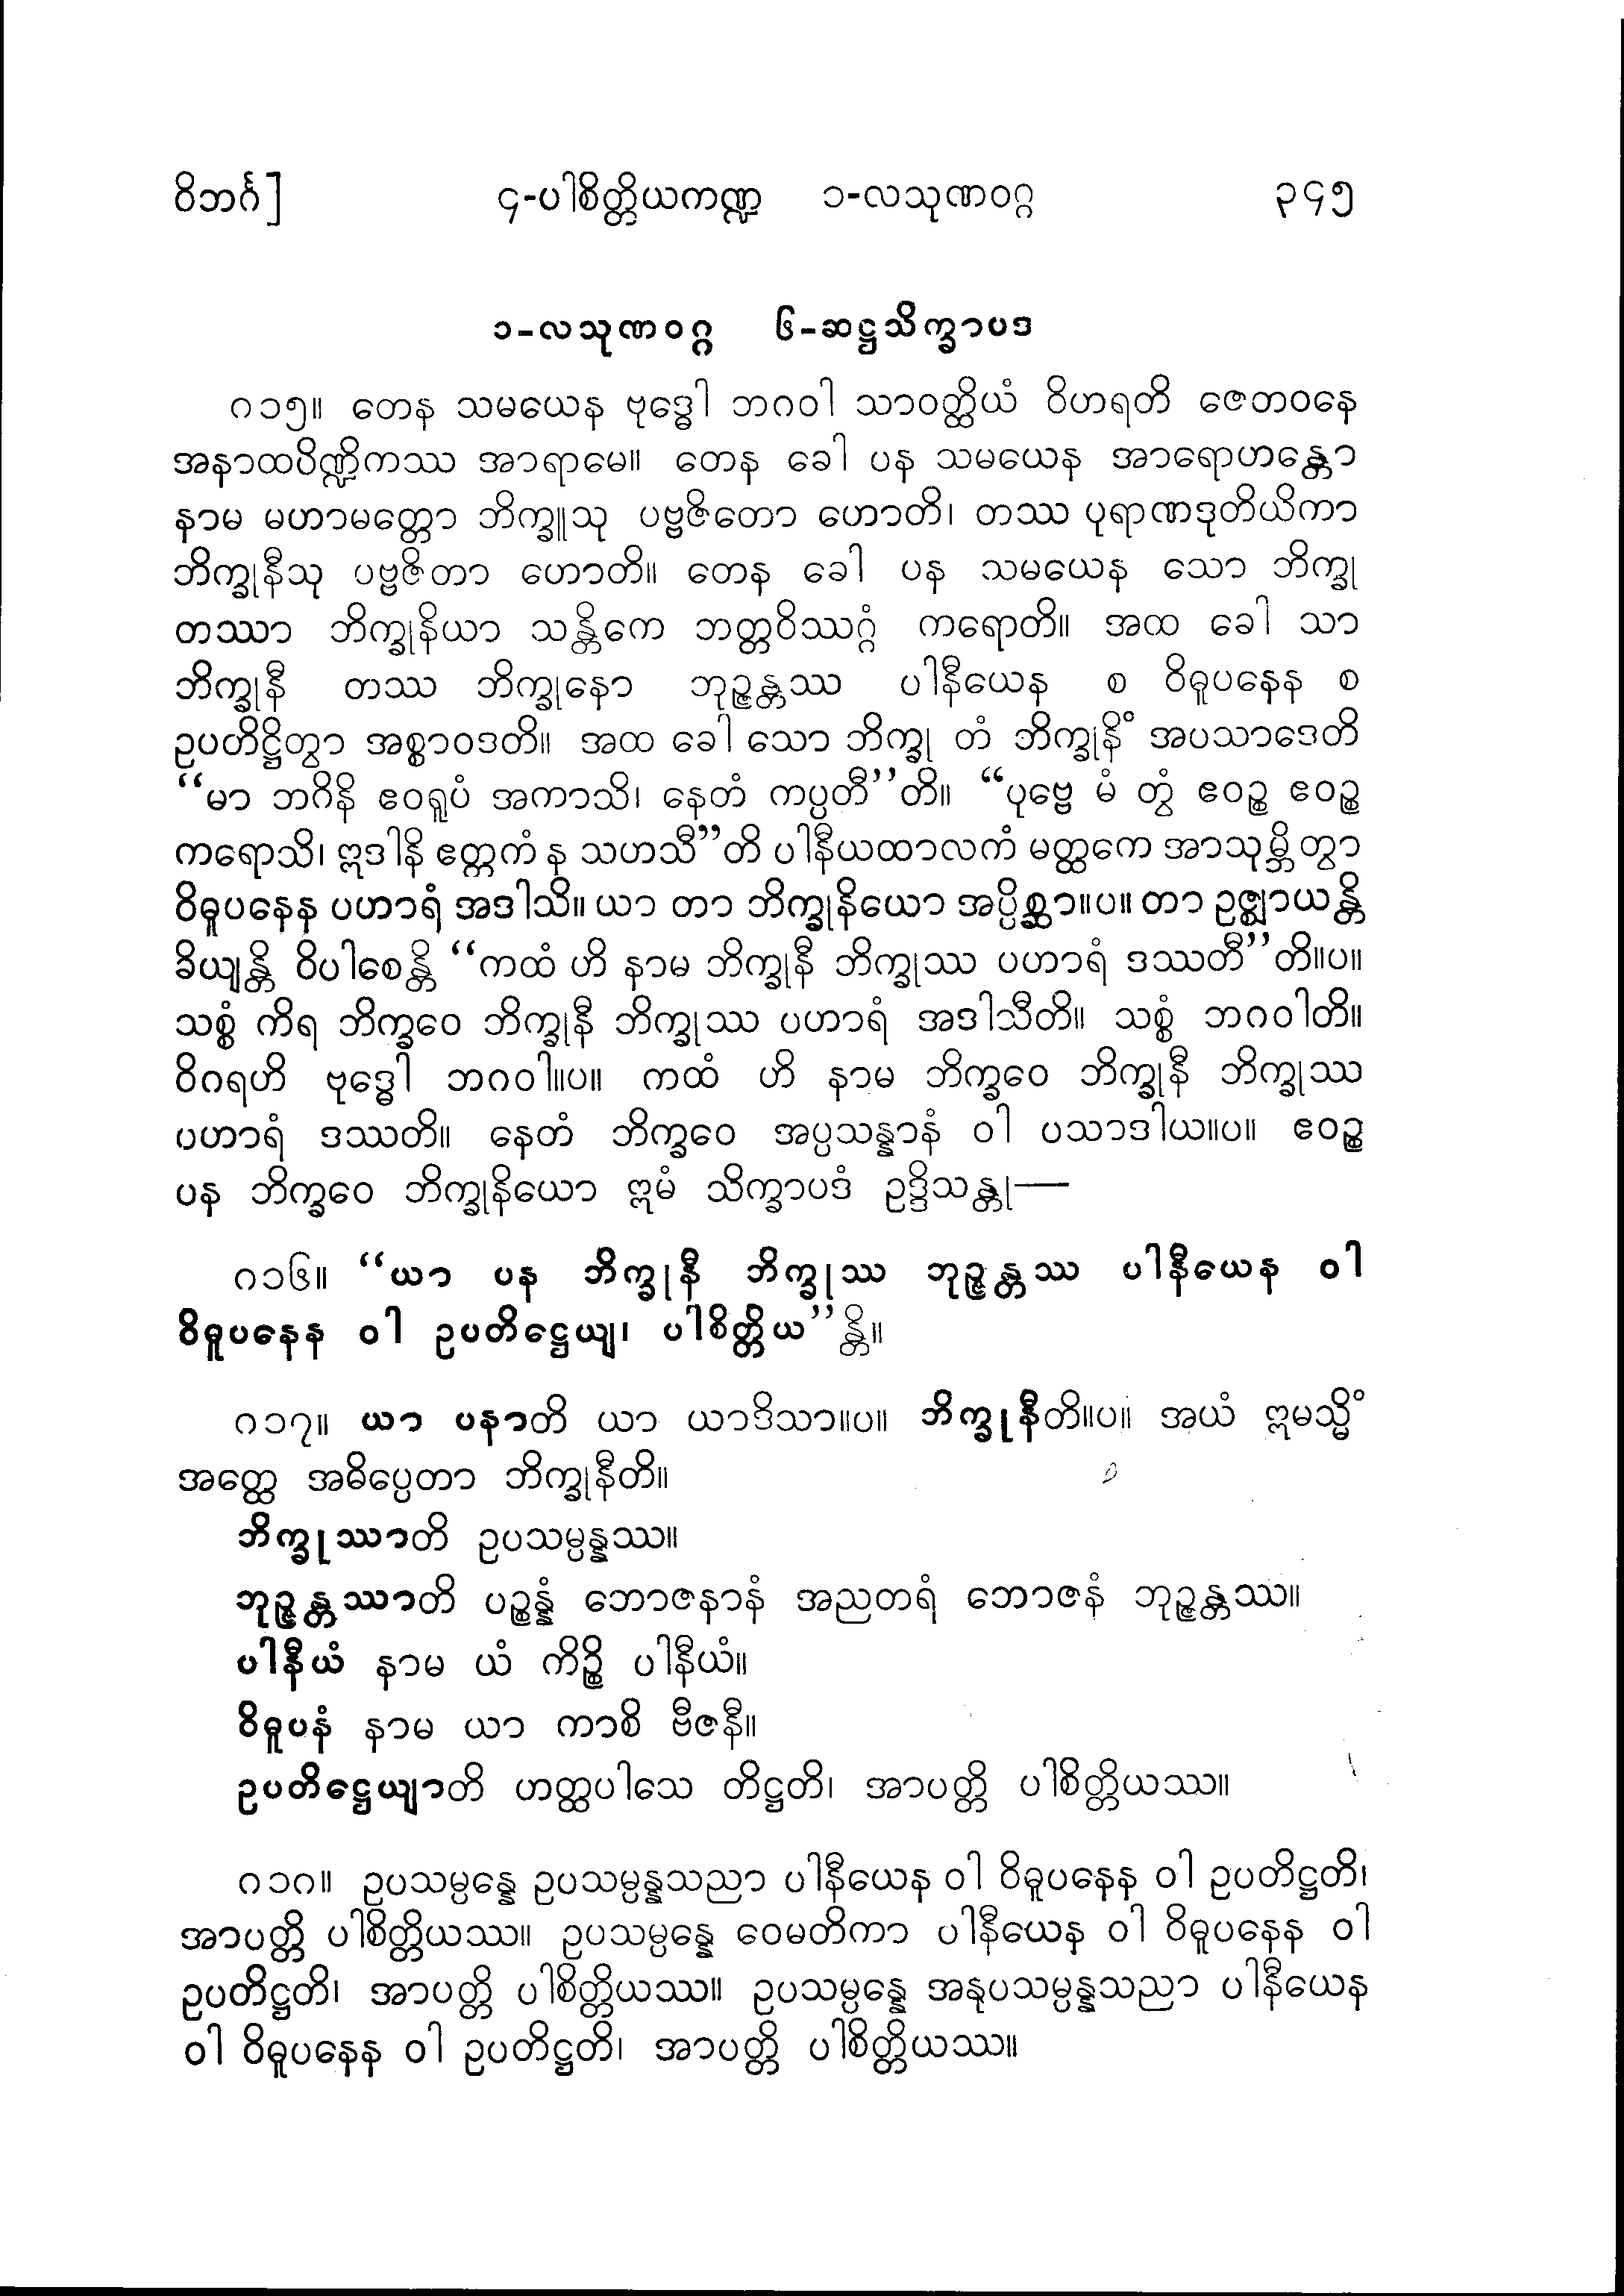 ဝိဘင်္ဂ] ၄-ပါစိတ္တိယကဏ္ဍ ၁-လသုဏဝဂ္ဂ ၃၄၅
၁-လသုဏဝဂ္ဂ ၆-ဆဋ္ဌသိက္ခာပဒ
၈၁၅။ တေန သမယေန ဗုဒ္ဓေါ ဘဂဝါ သာဝတ္ထိယံ ဝိဟရတိ ဇေတဝနေ
အနာထပိဏ္ဍိကဿ အာရာမေ။ တေန ခေါ ပန သမယေန အာရောဟန္တော
နာမ မဟာမတ္တော ဘိက္ခူသု ပဗ္ဗဇိတော ဟောတိ၊ တဿ ပုရာဏဒုတိယိကာ
ဘိက္ခုနီသု ပဗ္ဗဇိတာ ဟောတိ။ တေန ခေါ ပန သမယေန သော ဘိက္ခု
တဿာ ဘိက္ခုနိယာ သန္တိကေ ဘတ္တဝိဿဂ္ဂံ ကရောတိ။ အထ ခေါ သာ
ဘိက္ခုနီ တဿ ဘိက္ခုနော ဘုဉ္ဇန္တဿ ပါနီယေန စ ဝိဓူပနေန စ
ဥပတိဋ္ဌိတွာ အစ္စာဝဒတိ။ အထ ခေါ သော ဘိက္ခု တံ ဘိက္ခုနိံ အပသာဒေတိ
“မာ ဘဂိနိ ဧဝရူပံ အကာသိ၊ နေတံ ကပ္ပတီ”တိ။ “ပုဗ္ဗေ မံ တွံ ဧဝဉ္စ ဧဝဉ္စ
ကရောသိ၊ ဣဒါနိ ဧတ္တကံ န သဟသီ”တိ ပါနီယထာလကံ မတ္ထကေ အာသုမ္ဘိတွာ
ဝိဓူပနေန ပဟာရံ အဒါသိ။ ယာ တာ ဘိက္ခုနိယော အပ္ပိစ္ဆာ။ပ။ တာ ဥဇ္ဈာယန္တိ
ခိယျန္တိ ဝိပါစေန္တိ “ကထံ ဟိ နာမ ဘိက္ခုနီ ဘိက္ခုဿ ပဟာရံ ဒဿတီ”တိ။ပ။
သစ္စံ ကိရ ဘိက္ခဝေ ဘိက္ခုနီ ဘိက္ခုဿ ပဟာရံ အဒါသီတိ။ သစ္စံ ဘဂဝါတိ။
ဝိဂရဟိ ဗုဒ္ဓေါ ဘဂဝါ။ပ။ ကထံ ဟိ နာမ ဘိက္ခဝေ ဘိက္ခုနီ ဘိက္ခုဿ
ပဟာရံ ဒဿတိ။ နေတံ ဘိက္ခဝေ အပ္ပသန္နာနံ ဝါ ပသာဒါယ။ပ။ ဧဝဉ္စ
ပန ဘိက္ခဝေ ဘိက္ခုနိယော ဣမံ သိက္ခာပဒံ ဥဒ္ဒိသန္တု—
၈၁၆။ “ယာ ပန ဘိက္ခုနီ ဘိက္ခုဿ ဘုဉ္ဇန္တဿ ပါနီယေန ဝါ
ဝိဓူပနေန ဝါ ဥပတိဋ္ဌေယျ၊ ပါစိတ္တိယ”န္တိ။
၈၁၇။ ယာ ပနာတိ ယာ ယာဒိသာ။ပ။ ဘိက္ခုနီတိ။ပ။ အယံ ဣမသ္မိံ
အတ္ထေ အဓိပ္ပေတာ ဘိက္ခုနီတိ။
ဘိက္ခုဿာတိ ဥပသမ္ပန္နဿ။
ဘုဉ္ဇန္တဿာတိ ပဉ္စန္နံ ဘောဇနာနံ အညတရံ ဘောဇနံ ဘုဉ္ဇန္တဿ။
ပါနီယံ နာမ ယံ ကိဉ္စိ ပါနီယံ။
ဝိဓူပနံ နာမ ယာ ကာစိ ဗီဇနီ။
ဥပတိဋ္ဌေယျာတိ ဟတ္ထပါသေ တိဋ္ဌတိ၊ အာပတ္တိ ပါစိတ္တိယဿ။
၈၁၈။ ဥပသမ္ပန္နေ ဥပသမ္ပန္နသညာ ပါနီယေန ဝါ ဝိဓူပနေန ဝါ ဥပတိဋ္ဌတိ၊
အာပတ္တိ ပါစိတ္တိယဿ။ ဥပသမ္ပန္နေ ဝေမတိကာ ပါနီယေန ဝါ ဝိဓူပနေန ဝါ
ဥပတိဋ္ဌတိ၊ အာပတ္တိ ပါစိတ္တိယဿ။ ဥပသမ္ပန္နေ အနုပသမ္ပန္နသညာ ပါနီယေန
ဝါ ဝိဓူပနေန ဝါ ဥပတိဋ္ဌတိ၊ အာပတ္တိ ပါစိတ္တိယဿ။